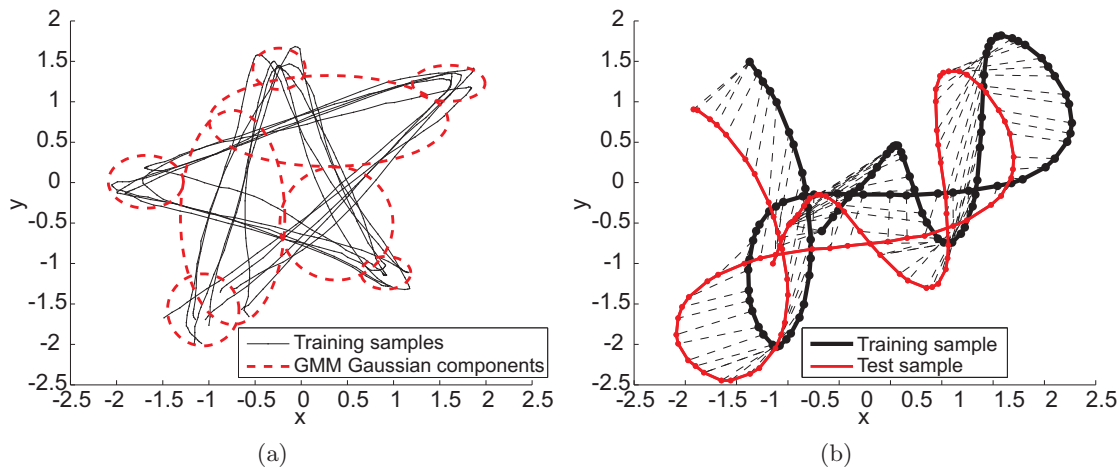 2
1.5
1
0.5
0
-0.5
-1
-1.5
-2
-2.5
y
-2.5 -2 -1.5 -1 -0.5 0 0.5 1 1.5 2 2.5
x
Training samples
GMM Gaussian components
(a)
2
1.5
1
0.5
0
-0.5
-1
-1.5
-2
-2.5
y
-2.5 -2 -1.5 -1 -0.5 0 0.5 1 1.5 2 2.5
x
Training sample
Test sample
(b)